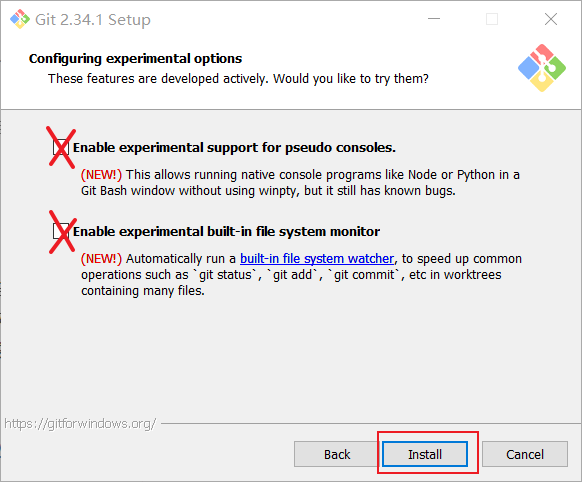 Git 2.34.1 Setup
Configuring experimental options
These features are developed actively. Would you like to try them?
Enable experimental support for pseudo consoles.
(NEW!) This allows running native console programs like Node or Python in a
Git Bash window without using winpty, but it still has known bugs.
Enable experimental built-in file system monitor
(NEW!) Automatically run a built-in file system watcher, to speed up common
operations such as `git status`, `git add`, `git commit`, etc in worktrees
containing many files.
https://gitforwindows.org/
Back Install Cancel